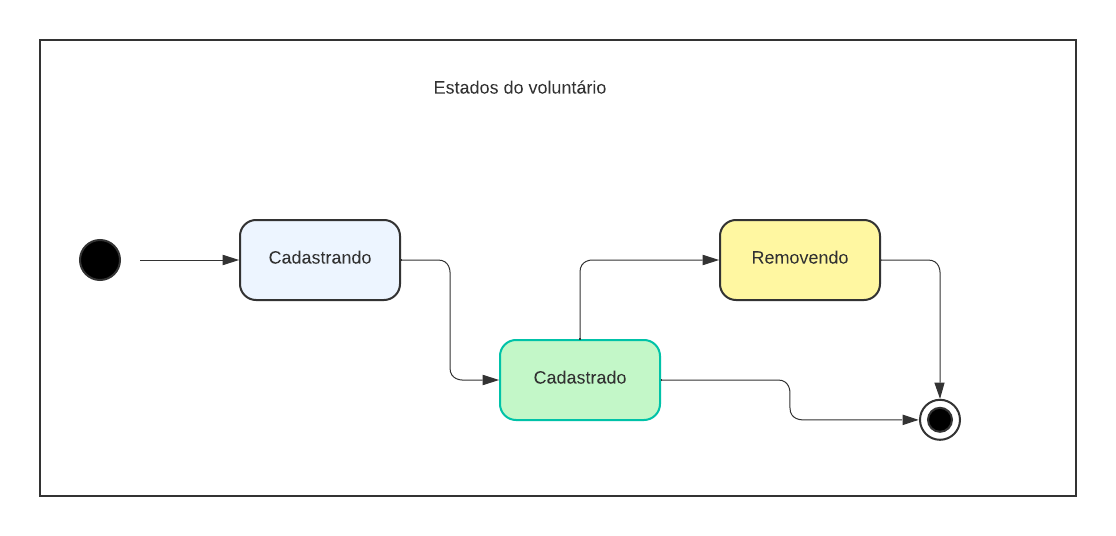 Estados do voluntário
Cadastrando
Removendo
Cadastrado